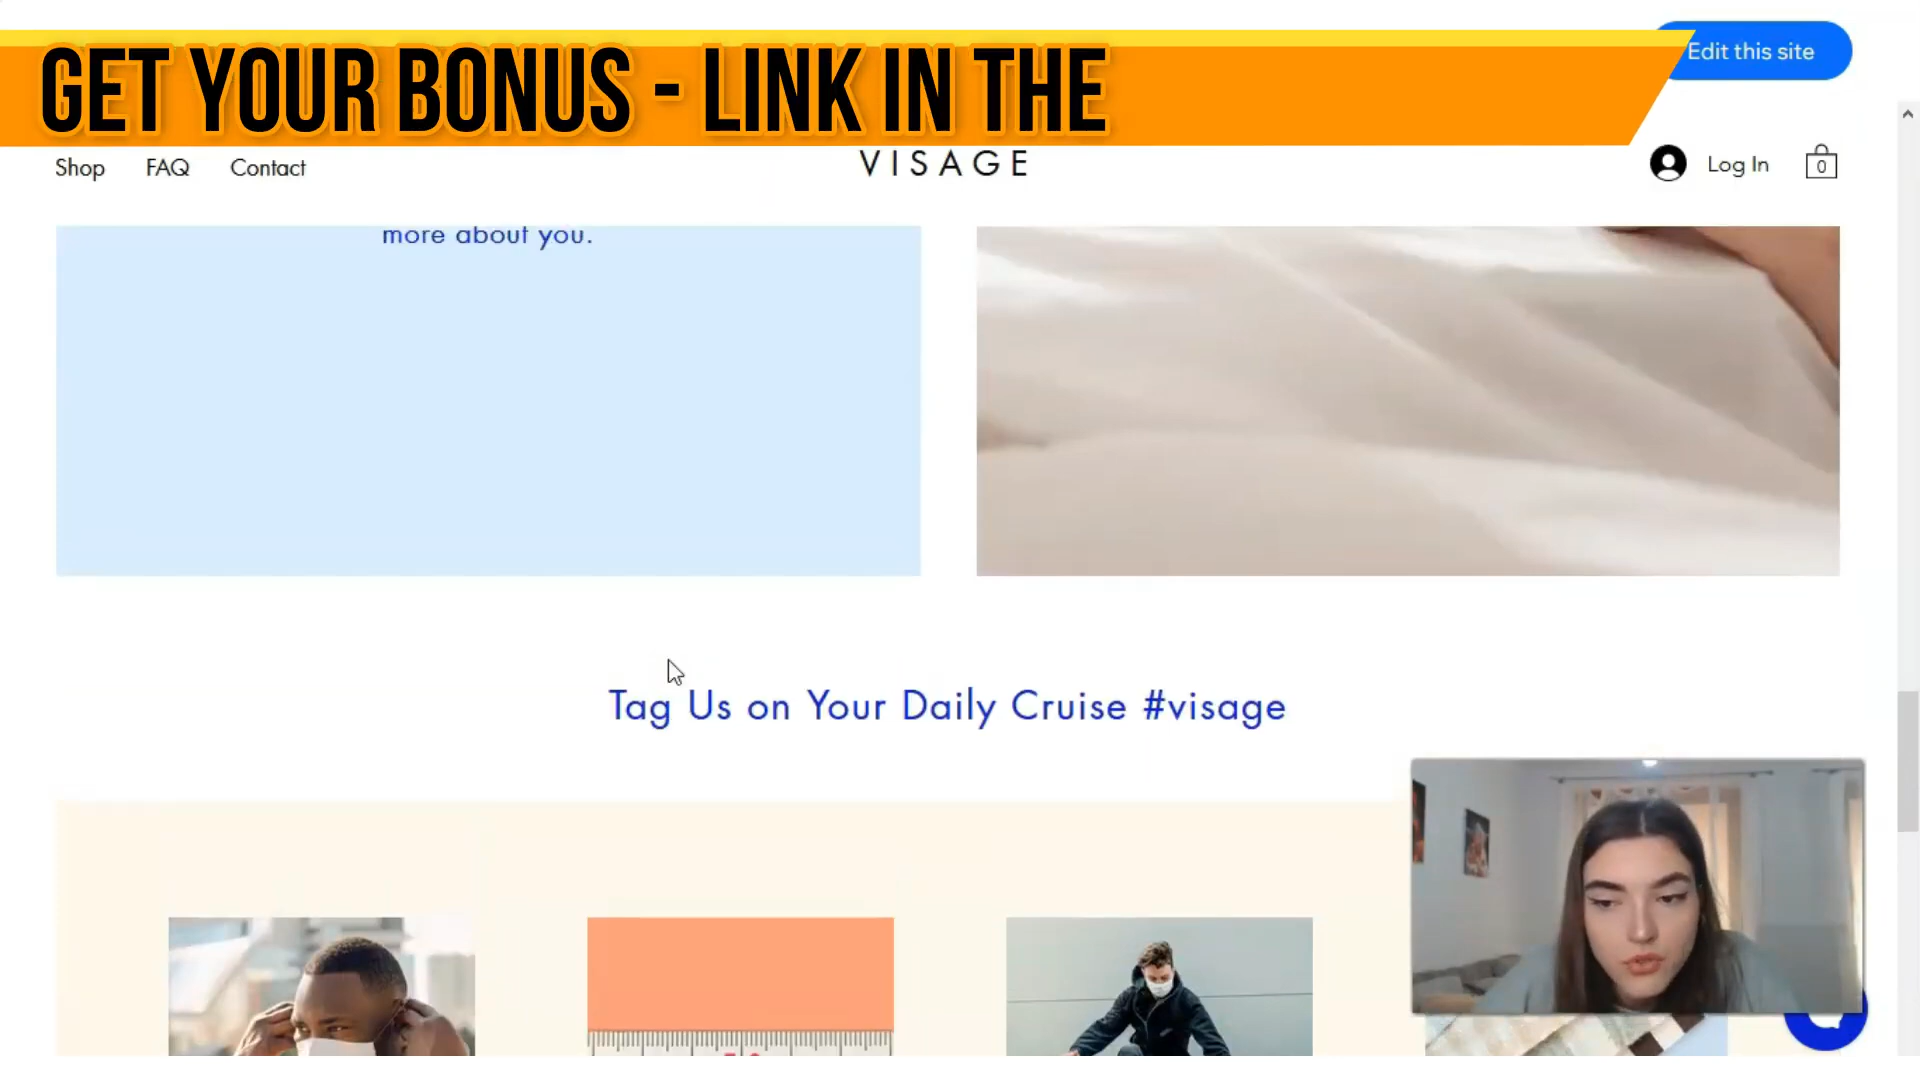 GET YOUR BONUS - LINK IN THE
Edit this site
Shop FAQ Contact
VISAGE
Log In
0
more about you.
Tag Us on Your Daily Cruise #visage